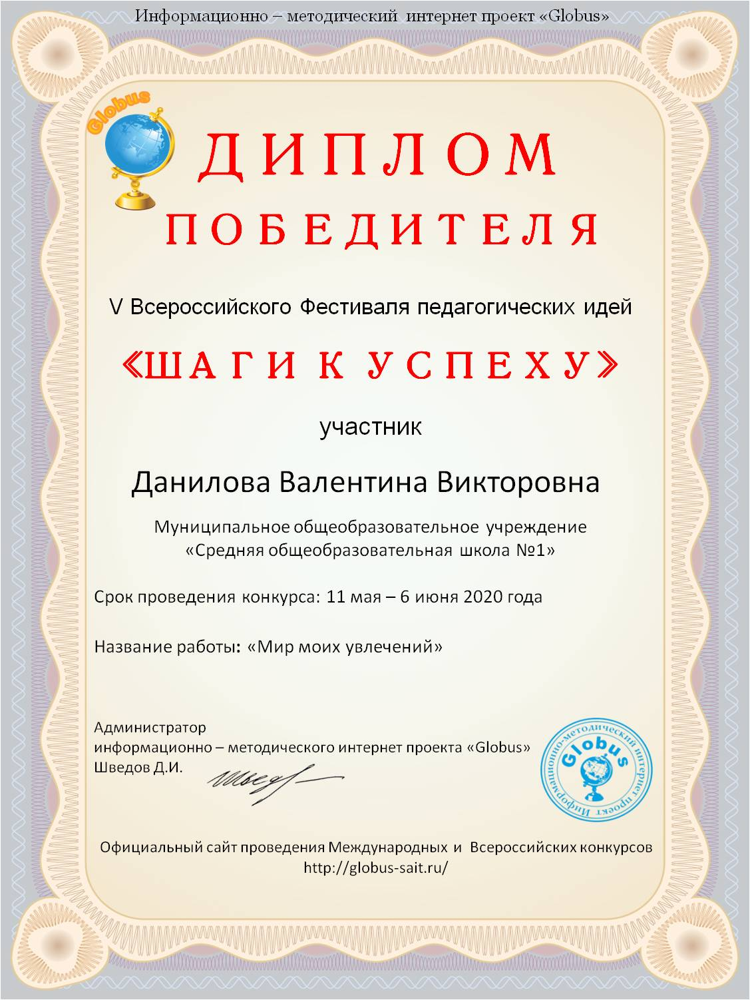 Информационно – методический интернет проект «Globus»
Globus
ДИПЛОМ
ПОБЕДИТЕЛЯ
V Всероссийского Фестиваля педагогических идей
«ШАГИ К УСПЕХУ»
участник
Данилова Валентина Викторовна
Муниципальное общеобразовательное учреждение
«Средняя общеобразовательная школа №1»
Срок проведения конкурса: 11 мая – 6 июня 2020 года
Название работы: «Мир моих увлечений»
Администратор
информационно – методического интернет проекта «Globus»
Шведов Д.И.
Шведов
Информационно-методический интернет проект
Globus
Официальный сайт проведения Международных и Всероссийских конкурсов
http://globus-sait.ru/